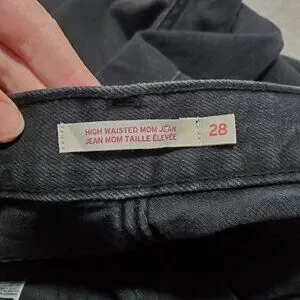 HIGH WAISTED MOM JEAN
JEAN MOM TAILLE ÉLEVÉE
28